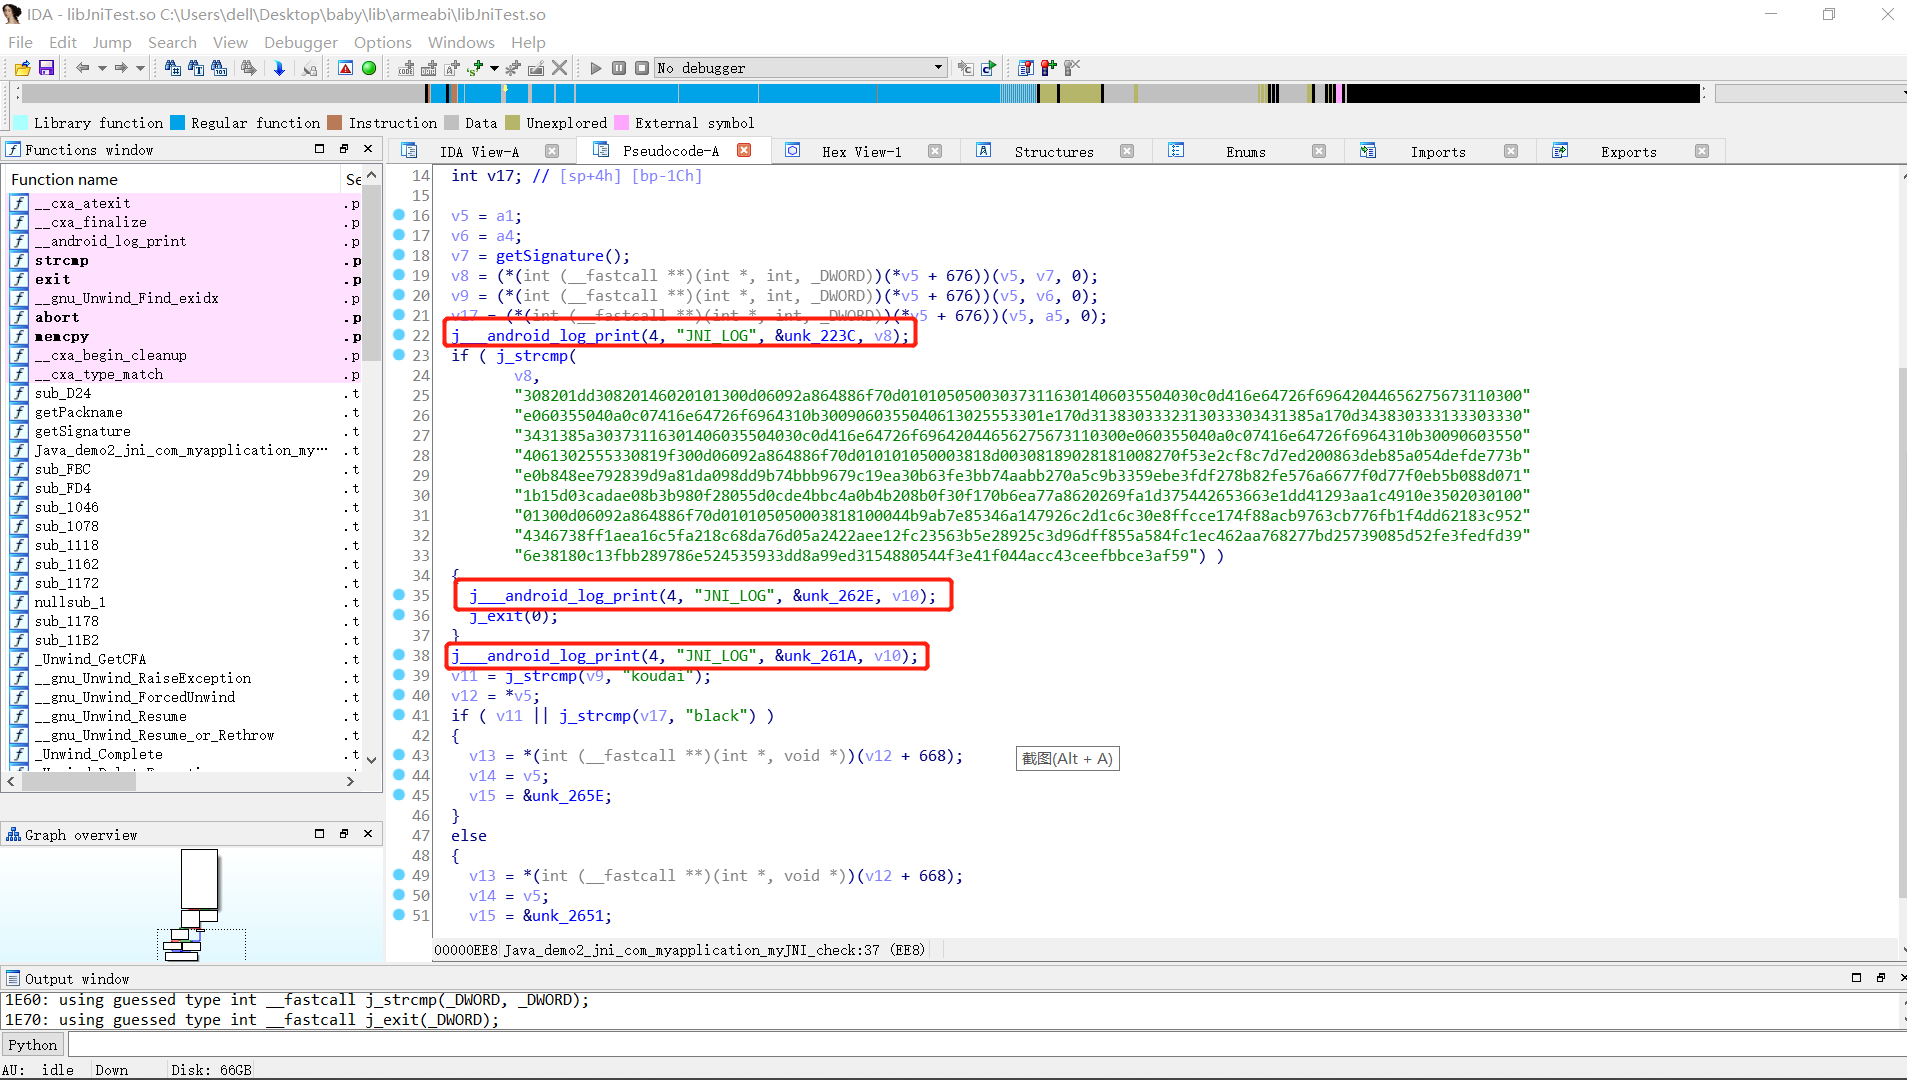 IDA - libJniTest.so C:\Users\dell\Desktop\baby\lib\armeabi\libJniTest.so
File Edit Jump Search View Debugger Options Windows Help
No debugger
Library function Regular function Instruction Data Unexplored External symbol
Functions window
IDA View-A Pseudocode-A Hex View-1 Structures Enums Imports Exports
Function name Se
__cxa_atexit .p
__cxa_finalize .p
__android_log_print .p
strcmp .p
exit .p
__gnu_Unwind_Find_exidx .p
abort .p
memcpy .p
__cxa_begin_cleanup .p
__cxa_type_match .p
sub_D24 .t
getPackname .t
getSignature .t
Java_demo2_jni_com_myapplication_my… .t
sub_FBC .t
sub_FD4 .t
sub_1046 .t
sub_1078 .t
sub_1118 .t
sub_1162 .t
sub_1172 .t
nullsub_1 .t
sub_1178 .t
sub_11B2 .t
_Unwind_GetCFA .t
__gnu_Unwind_RaiseException .t
__gnu_Unwind_ForcedUnwind .t
__gnu_Unwind_Resume .t
__gnu_Unwind_Resume_or_Rethrow .t
_Unwind_Complete .t
14 int v17; // [sp+4h] [bp-1Ch]
15
16 v5 = a1;
17 v6 = a4;
18 v7 = getSignature();
19 v8 = (*(int (__fastcall **)(int *, int, _DWORD))(*v5 + 676))(v5, v7, 0);
20 v9 = (*(int (__fastcall **)(int *, int, _DWORD))(*v5 + 676))(v5, v6, 0);
21 v17 = (*(int (__fastcall **)(int *, int, _DWORD))(*v5 + 676))(v5, a5, 0);
22 j___android_log_print(4, "JNI_LOG", &unk_223C, v8);
23 if ( j_strcmp(
24 v8,
25 "308201dd30820146020101300d06092a864886f70d010105050030373116301406035504030c0d416e64726f69642044656275673110300"
26 "e060355040a0c07416e64726f6964310b3009060355040613025553301e170d3138303332313033303431385a170d343830333133303330"
27 "3431385a30373116301406035504030c0d416e64726f69642044656275673110300e060355040a0c07416e64726f6964310b30090603550"
28 "4061302555330819f300d06092a864886f70d010101050003818d00308189028181008270f53e2cf8c7d7ed200863deb85a054defde773b"
29 "e0b848ee792839d9a81da098dd9b74bbb9679c19ea30b63fe3bb74aabb270a5c9b3359ebe3fdf278b82fe576a6677f0d77f0eb5b088d071"
30 "1b15d03cadae08b3b980f28055d0cde4bbc4a0b4b208b0f30f170b6ea77a8620269fa1d375442653663e1dd41293aa1c4910e3502030100"
31 "01300d06092a864886f70d01010505000381810​0044b9ab7e85346a147926c2d1c6c30e8ffcce174f88acb9763cb776fb1f4dd62183c952"
32 "4346738ff1aea16c5fa218c68da76d05a2422aee12fc23563b5e28925c3d96dff855a584fc1ec462aa768277bd25739085d52fe3fedfd39"
33 "6e38180c13fbb289786e524535933dd8a99ed3154880544f3e41f044acc43ceefbbce3af59") )
34 {
35 j___android_log_print(4, "JNI_LOG", &unk_262E, v10);
36 j_exit(0);
37 }
38 j___android_log_print(4, "JNI_LOG", &unk_261A, v10);
39 v11 = j_strcmp(v9, "koudai");
40 v12 = *v5;
41 if ( v11 || j_strcmp(v17, "black") )
42 {
43 v13 = *(int (__fastcall **)(int *, void *))(v12 + 668);
44 v14 = v5;
45 v15 = &unk_265E;
46 }
47 else
48 {
49 v13 = *(int (__fastcall **)(int *, void *))(v12 + 668);
50 v14 = v5;
51 v15 = &unk_2651;
截图(Alt + A)
00000EE8 Java_demo2_jni_com_myapplication_myJNI_check:37 (EE8)
Graph overview
Output window
1E60: using guessed type int __fastcall j_strcmp(_DWORD, _DWORD);
1E70: using guessed type int __fastcall j_exit(_DWORD);
Python
AU: idle Down Disk: 66GB